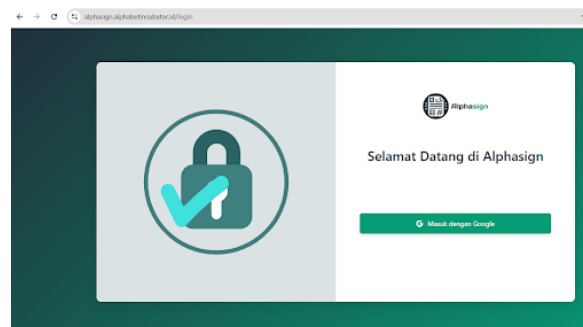 alphasign.alphabetincubator.id/login
Alphasign
Selamat Datang di Alphasign
G Masuk dengan Google